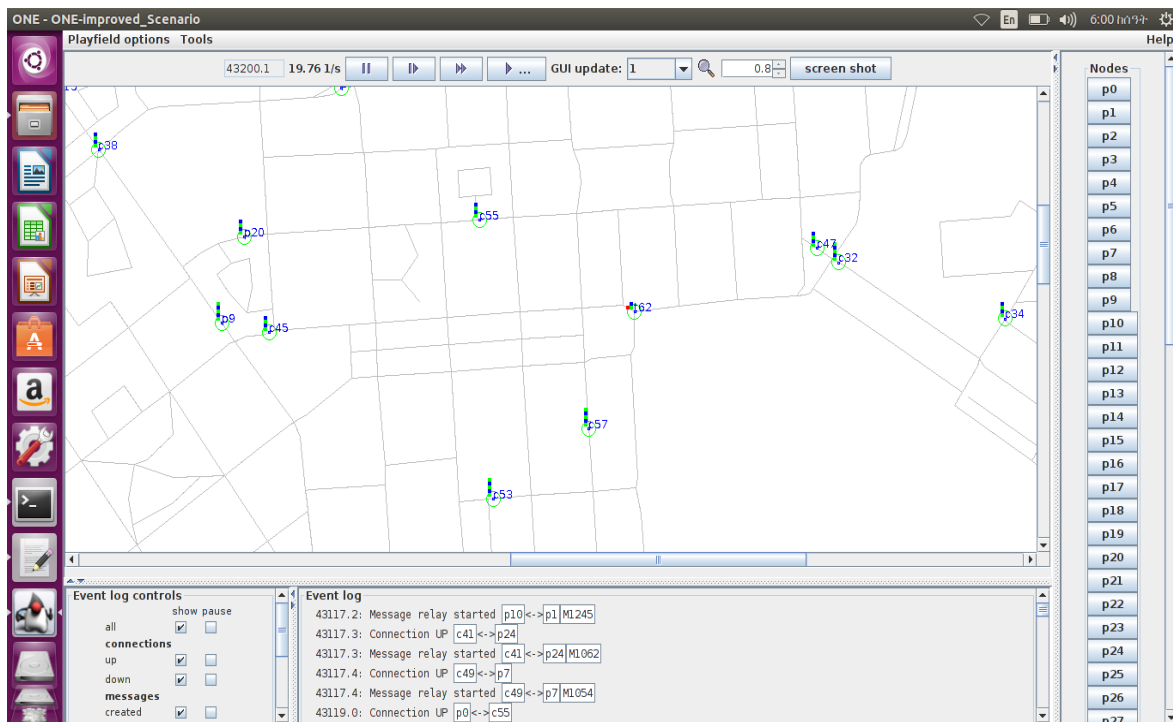 ONE - ONE-improved_Scenario
En
6:00 ከሰዓት
Playfield options Tools
Help
43200.1 19.76 1/s ... GUI update: 1 0.8 screen shot
Nodes
p0
p1
p2
p3
p4
p5
p6
p7
p8
p9
p10
p11
p12
p13
p14
p15
p16
p17
p18
p19
p20
p21
p22
p23
p24
p25
p26
p27
p38
p20
c55
c47
c32
p9
c45
t62
c34
c57
c53
Event log controls
show pause
all
connections
up
down
messages
created
Event log
43117.2: Message relay started p10<->p1 M1245
43117.3: Connection UP c41<->p24
43117.3: Message relay started c41<->p24 M1062
43117.4: Connection UP c49<->p7
43117.4: Message relay started c49<->p7 M1054
43119.0: Connection UP p0<->c55